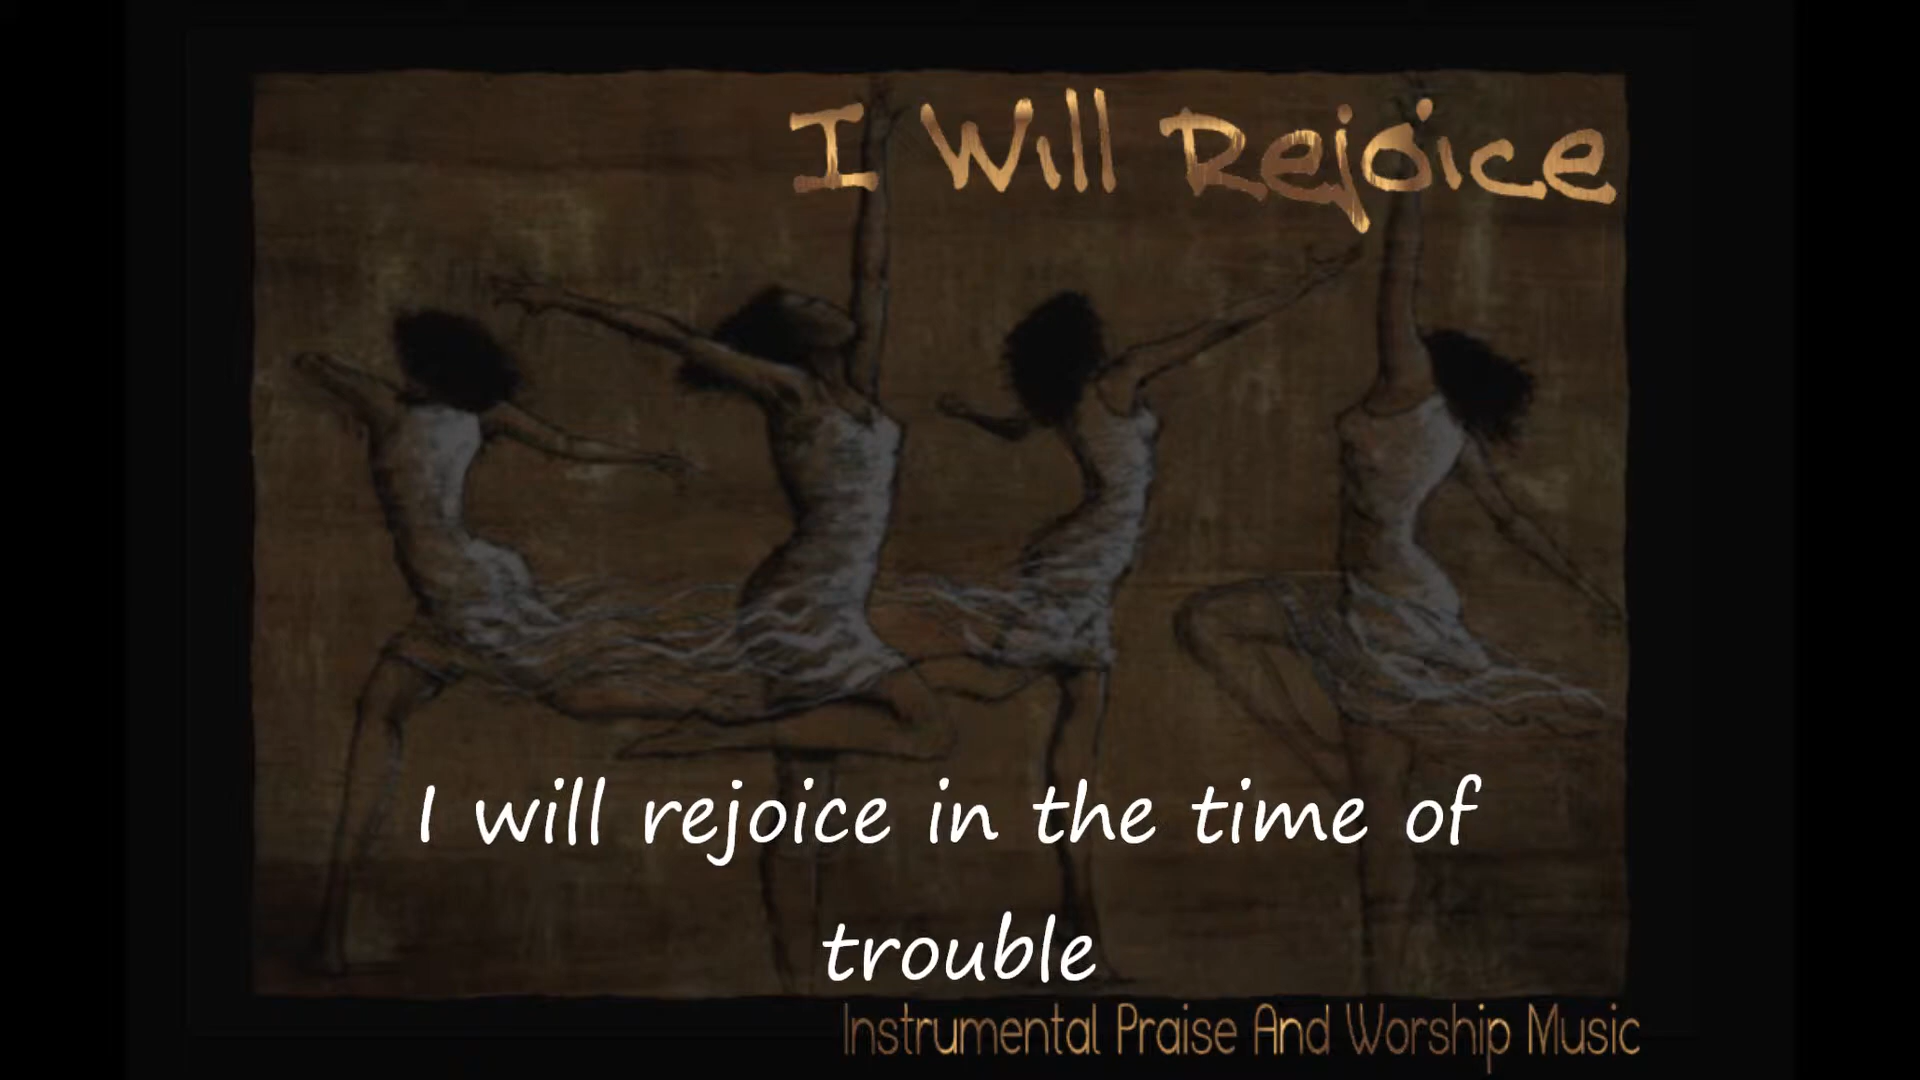 I Will Rejoice
I will rejoice in the time of
trouble
Instrumental Praise And Worship Music